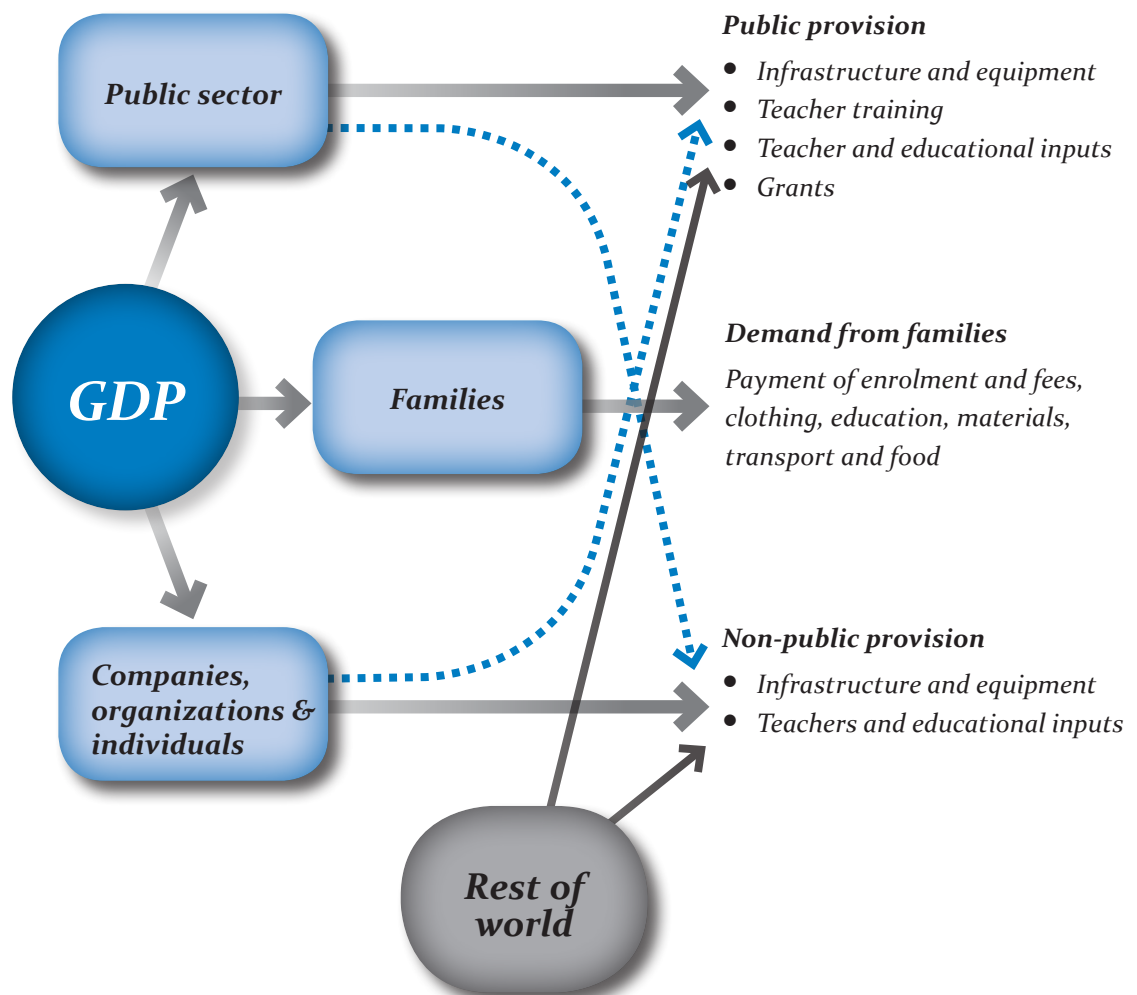 Public sector
GDP
Families
Companies,
organizations &
individuals
Rest of
world
Public provision
• Infrastructure and equipment
• Teacher training
• Teacher and educational inputs
• Grants
Demand from families
Payment of enrolment and fees,
clothing, education, materials,
transport and food
Non-public provision
• Infrastructure and equipment
• Teachers and educational inputs